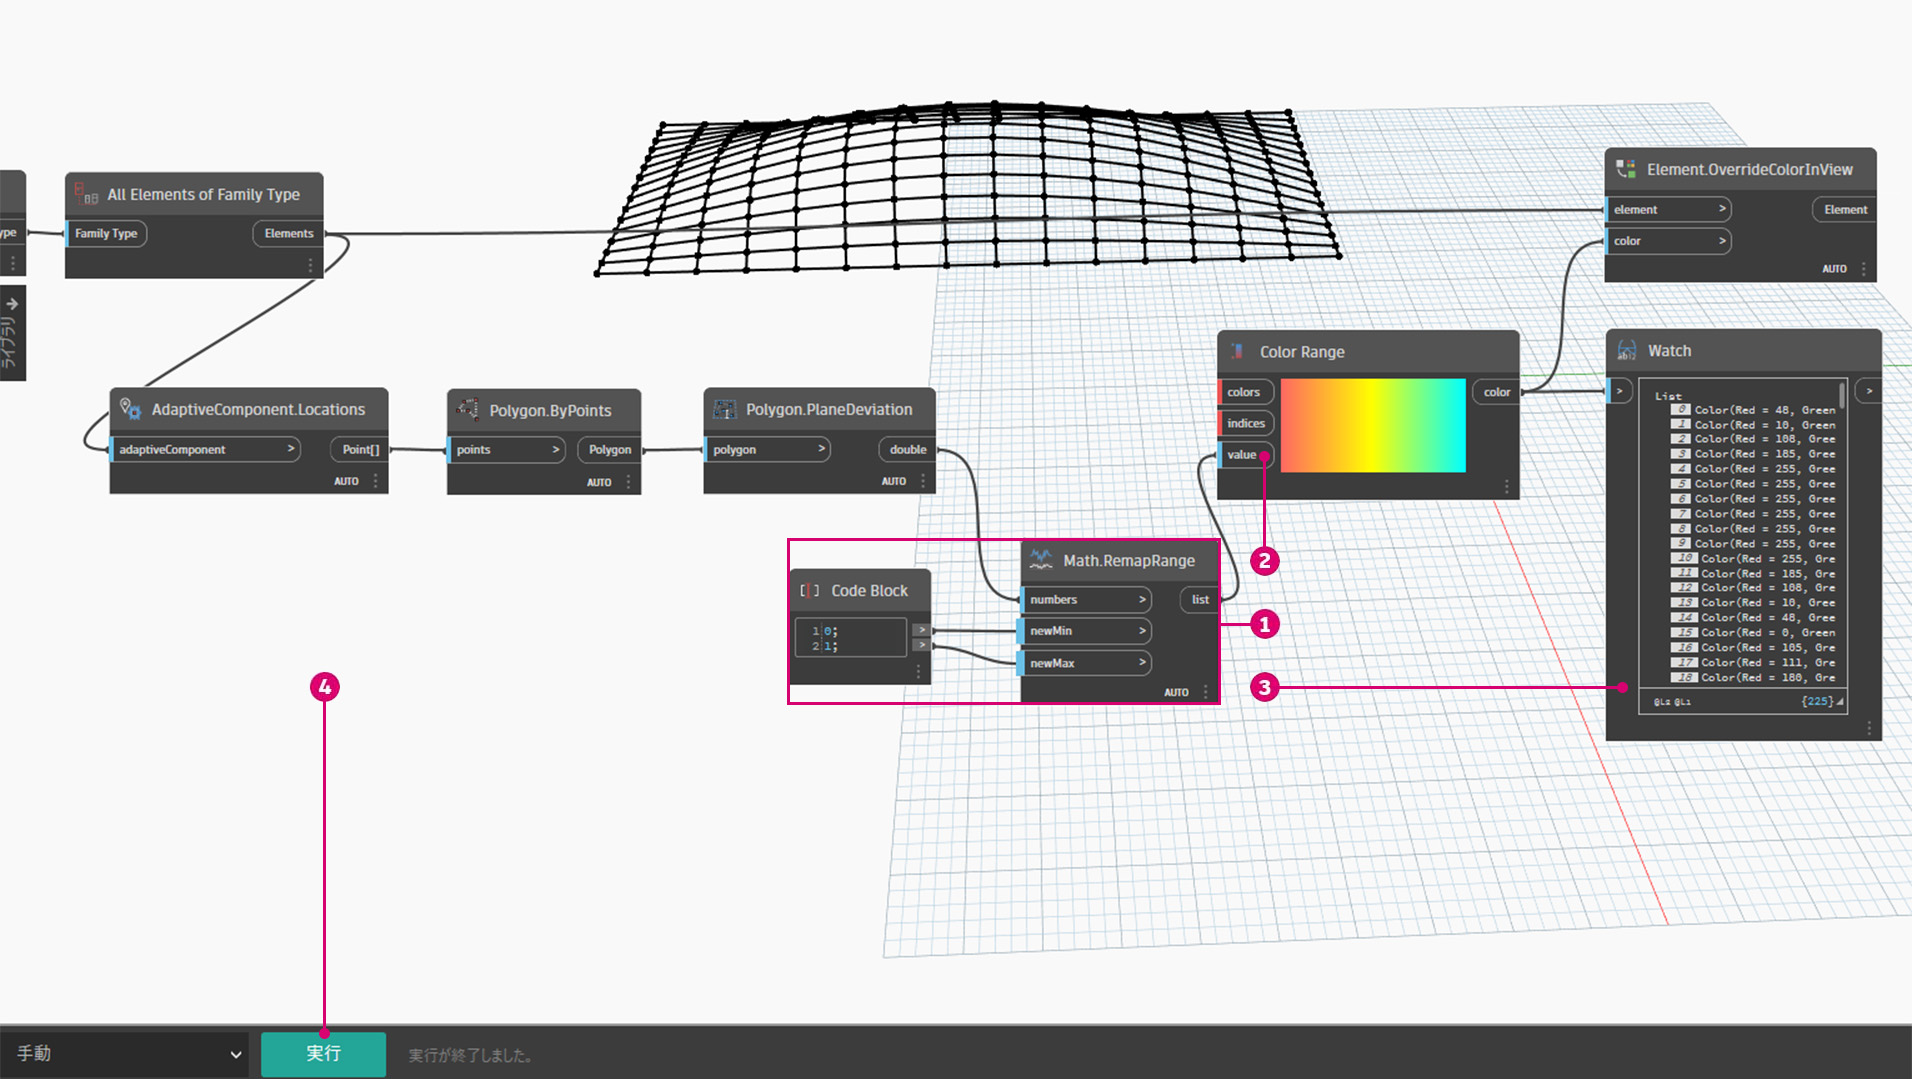 All Elements of Family Type
ype
Family Type
Elements
ライブラリ
AdaptiveComponent.Locations
adaptiveComponent >
Point[]
AUTO
Polygon.ByPoints
points >
Polygon
AUTO
Polygon.PlaneDeviation
polygon >
double
AUTO
Code Block
1 0;
2 1;
>
>
Math.RemapRange
numbers >
list
newMin >
newMax >
AUTO
1
2
3
4
Color Range
colors
indices
value
color
Element.OverrideColorInView
element >
Element
color >
AUTO
Watch
>
>
List
0 Color(Red = 48, Green
1 Color(Red = 10, Green
2 Color(Red = 108, Gree
3 Color(Red = 185, Gree
4 Color(Red = 255, Gree
5 Color(Red = 255, Gree
6 Color(Red = 255, Gree
7 Color(Red = 255, Gree
8 Color(Red = 255, Gree
9 Color(Red = 255, Gree
10 Color(Red = 255, Gre
11 Color(Red = 185, Gre
12 Color(Red = 108, Gre
13 Color(Red = 10, Gree
14 Color(Red = 48, Gree
15 Color(Red = 0, Green
16 Color(Red = 105, Gre
17 Color(Red = 111, Gre
18 Color(Red = 180, Gre
@L2 @L1
{225}
手動
実行
実行が終了しました。